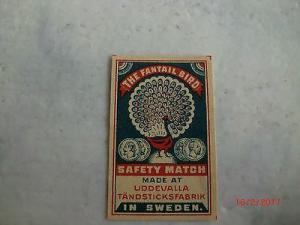 THE FANTAIL BIRD
SAFETY MATCH
MADE AT
UDDEVALLA
TÄNDSTICKSFABRIK
IN SWEDEN.
16/2/2017